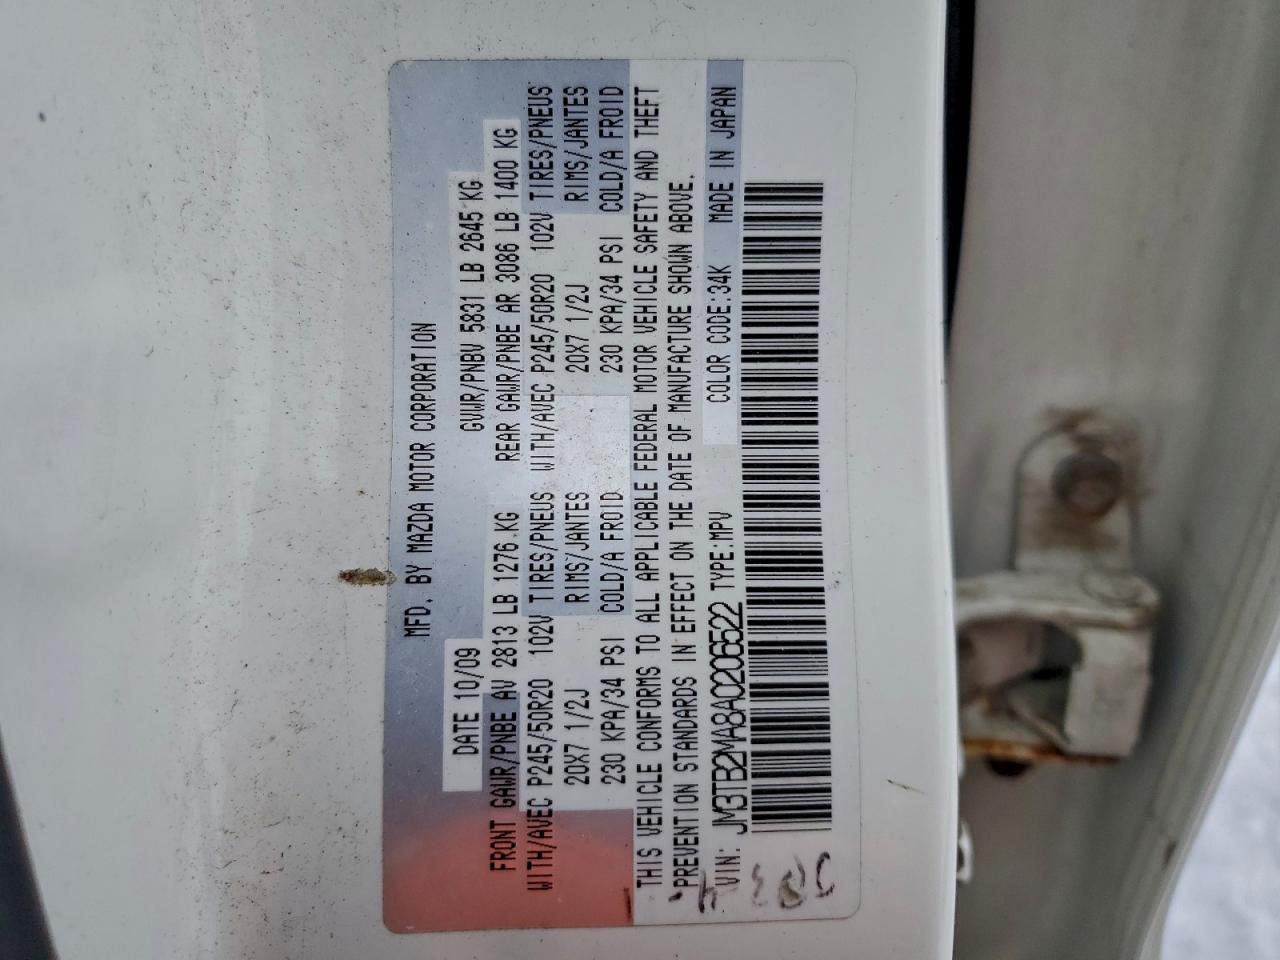 MFD. BY MAZDA MOTOR CORPORATION
DATE 10/09 GVWR/PNBV 5831 LB 2645 KG
FRONT GAWR/PNBE AV 2813 LB 1276 KG REAR GAWR/PNBE AR 3086 LB 1400 KG
WITH/AVEC P245/50R20 102V TIRES/PNEUS WITH/AVEC P245/50R20 102V TIRES/PNEUS
20X7 1/2J RIMS/JANTES 20X7 1/2J RIMS/JANTES
230 KPA/34 PSI COLD/A FROID 230 KPA/34 PSI COLD/A FROID
THIS VEHICLE CONFORMS TO ALL APPLICABLE FEDERAL MOTOR VEHICLE SAFETY AND THEFT
PREVENTION STANDARDS IN EFFECT ON THE DATE OF MANUFACTURE SHOWN ABOVE.
VIN: JM3TB2MA8A0206522 TYPE:MPV COLOR CODE:34K MADE IN JAPAN